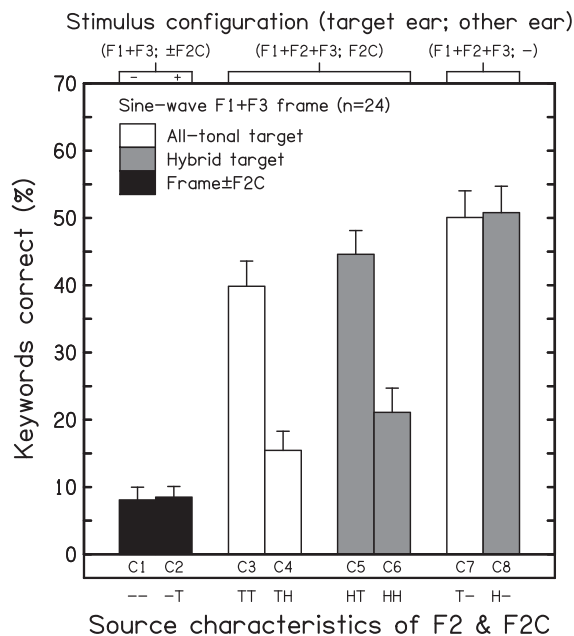 Stimulus configuration (target ear; other ear)
(F1+F3; ±F2C) (F1+F2+F3; F2C) (F1+F2+F3; -)
- +
Sine-wave F1+F3 frame (n=24)
All-tonal target
Hybrid target
Frame±F2C
Keywords correct (%)
70
60
50
40
30
20
10
0
C1 C2 C3 C4 C5 C6 C7 C8
-- -T TT TH HT HH T- H-
Source characteristics of F2 & F2C